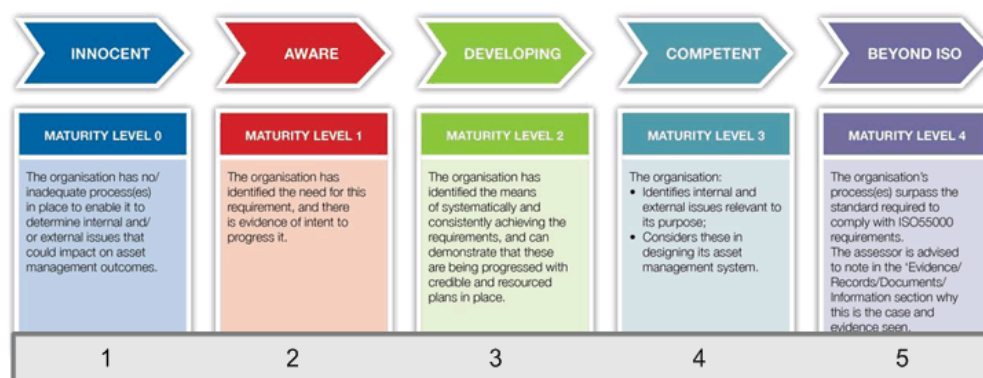 INNOCENT
AWARE
DEVELOPING
COMPETENT
BEYOND ISO
MATURITY LEVEL 0
The organisation has no/
inadequate process(es)
in place to enable it to
determine internal and/
or external issues that
could impact on asset
management outcomes.
MATURITY LEVEL 1
The organisation has
identified the need for this
requirement, and there
is evidence of intent to
progress it.
MATURITY LEVEL 2
The organisation has
identified the means
of systematically and
consistently achieving the
requirements, and can
demonstrate that these
are being progressed with
credible and resourced
plans in place.
MATURITY LEVEL 3
The organisation:
• Identifies internal and
external issues relevant to
its purpose;
• Considers these in
designing its asset
management system.
MATURITY LEVEL 4
The organisation's
process(es) surpass the
standard required to
comply with ISO55000
requirements.
The assessor is advised
to note in the 'Evidence/
Records/Documents/
Information section why
this is the case and
evidence seen.
1
2
3
4
5